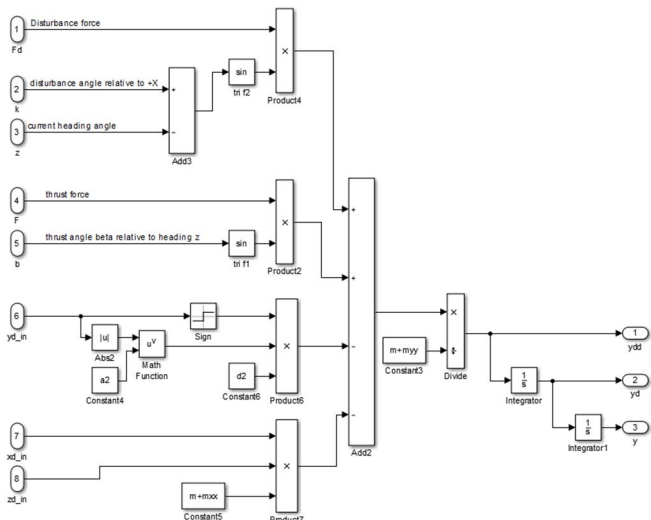 1 Disturbance force
Fd
×
Product4
2 disturbance angle relative to +X
k
+
sin
tri f2
3 current heading angle
z
−
Add3
4 thrust force
F
×
Product2
5 thrust angle beta relative to heading z
b
sin
tri f1
6
yd_in
Sign
|u|
Abs2
u^v
Math
Function
a2
Constant4
×
Product6
d2
Constant6
7
xd_in
8
zd_in
×
Product7
m+mxx
Constant5
+
+
−
−
Add2
m+myy
Constant3
×
÷
Divide
1
ydd
1
s
Integrator
2
yd
1
s
Integrator1
3
y